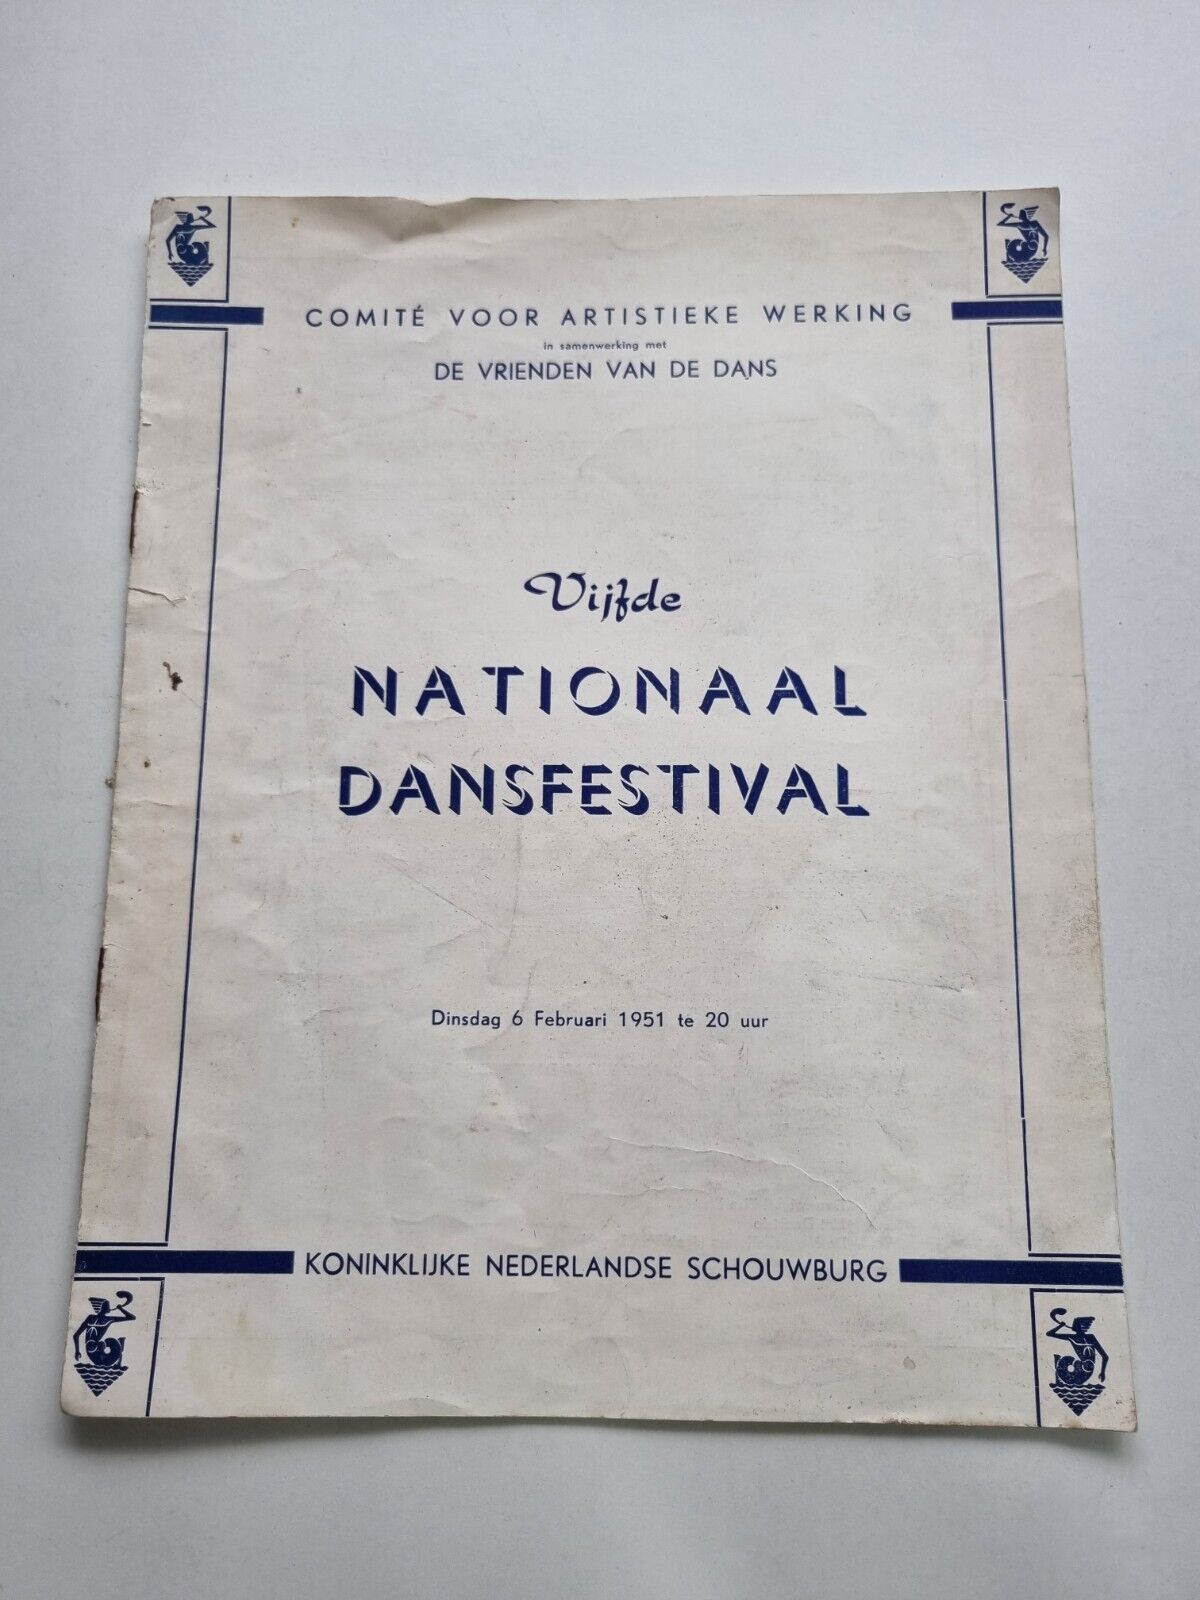 COMITÉ VOOR ARTISTIEKE WERKING
in samenwerking met
DE VRIENDEN VAN DE DANS
Vijfde
NATIONAAL
DANSFESTIVAL
Dinsdag 6 Februari 1951 te 20 uur
KONINKLIJKE NEDERLANDSE SCHOUWBURG